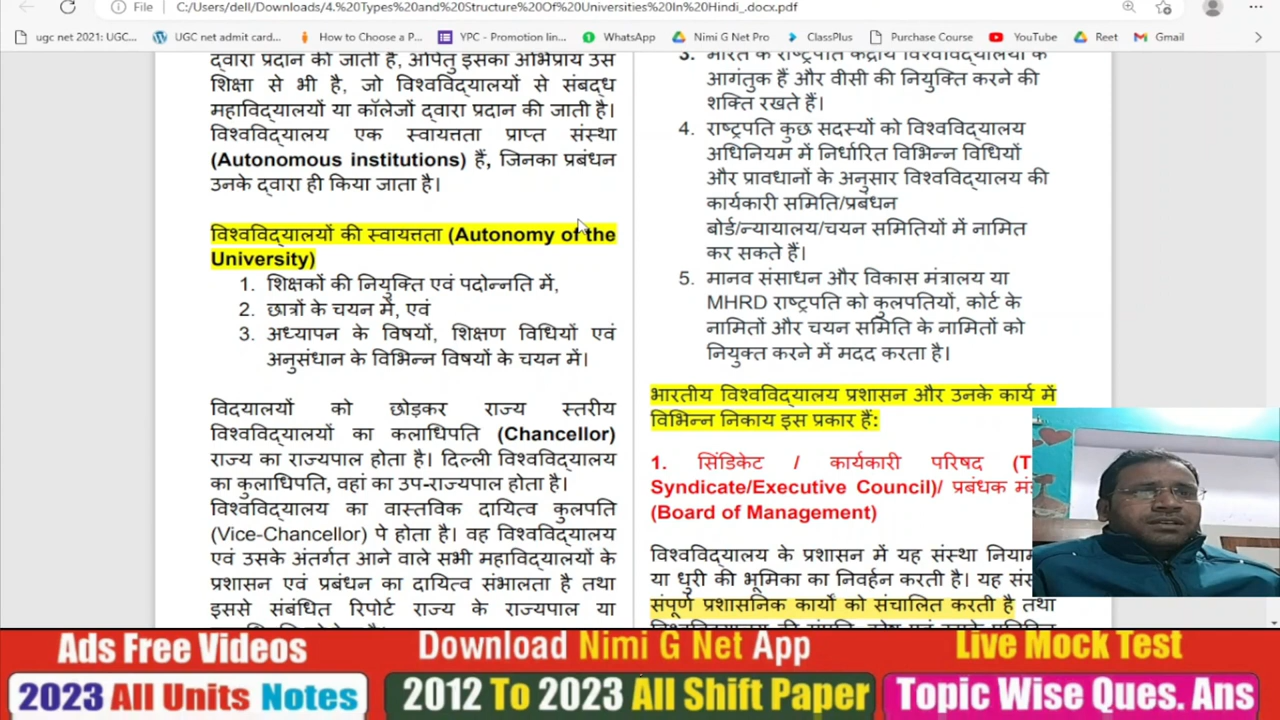 File
C:/Users/dell/Downloads/4.%20Types%20and%20Structure%20Of%20Universities%20In%20Hindi_.docx.pdf
ugc net 2021: UGC...
UGC net admit card...
How to Choose a P...
YPC - Promotion lin...
WhatsApp
Nimi G Net Pro
ClassPlus
Purchase Course
YouTube
Reet
Gmail
द्वारा प्रदान की जाती है, अपितु इसका अभिप्राय उस
शिक्षा से भी है, जो विश्वविद्यालयों से संबद्ध
महाविद्यालयों या कॉलेजों द्वारा प्रदान की जाती है।
विश्वविद्यालय एक स्वायत्तता प्राप्त संस्था
(Autonomous institutions) हैं, जिनका प्रबंधन
उनके द्वारा ही किया जाता है।
विश्वविद्यालयों की स्वायत्तता (Autonomy of the
University)
1. शिक्षकों की नियुक्ति एवं पदोन्नति में,
2. छात्रों के चयन में, एवं
3. अध्यापन के विषयों, शिक्षण विधियों एवं
अनुसंधान के विभिन्न विषयों के चयन में।
विदयालयों को छोड़कर राज्य स्तरीय
विश्वविद्यालयों का कलाधिपति (Chancellor)
राज्य का राज्यपाल होता है। दिल्ली विश्वविद्यालय
का कुलाधिपति, वहां का उप-राज्यपाल होता है।
विश्वविद्यालय का वास्तविक दायित्व कुलपति
(Vice-Chancellor) पे होता है। वह विश्वविद्यालय
एवं उसके अंतर्गत आने वाले सभी महाविद्यालयों के
प्रशासन एवं प्रबंधन का दायित्व संभालता है तथा
इससे संबंधित रिपोर्ट राज्य के राज्यपाल या
3. भारत के राष्ट्रपति केंद्रीय विश्वविद्यालय के
आगंतुक हैं और वीसी की नियुक्ति करने की
शक्ति रखते हैं।
4. राष्ट्रपति कुछ सदस्यों को विश्वविद्यालय
अधिनियम में निर्धारित विभिन्न विधियों
और प्रावधानों के अनुसार विश्वविद्यालय की
कार्यकारी समिति/प्रबंधन
बोर्ड/न्यायालय/चयन समितियों में नामित
कर सकते हैं।
5. मानव संसाधन और विकास मंत्रालय या
MHRD राष्ट्रपति को कुलपतियों, कोर्ट के
नामितों और चयन समिति के नामितों को
नियुक्त करने में मदद करता है।
भारतीय विश्वविद्यालय प्रशासन और उनके कार्य में
विभिन्न निकाय इस प्रकार हैं:
1. सिंडिकेट / कार्यकारी परिषद (T
Syndicate/Executive Council)/ प्रबंधक मं
(Board of Management)
विश्वविद्यालय के प्रशासन में यह संस्था नियाम
या धुरी की भूमिका का निवर्हन करती है। यह संस
संपूर्ण प्रशासनिक कार्यों को संचालित करती है तथा
Ads Free Videos
Download Nimi G Net App
Live Mock Test
2023 All Units Notes
2012 To 2023 All Shift Paper
Topic Wise Ques. Ans